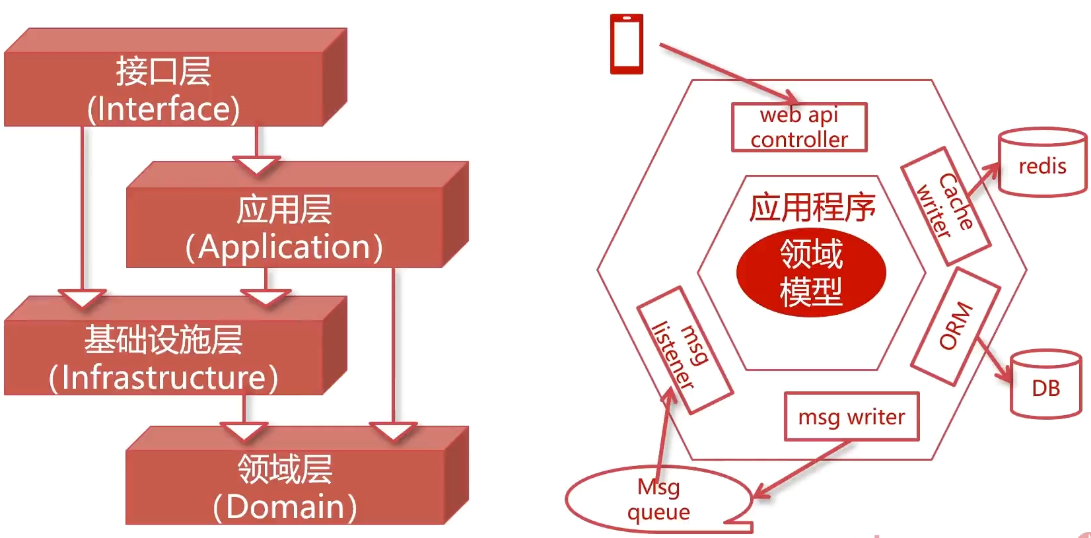 接口层
(Interface)
应用层
(Application)
基础设施层
(Infrastructure)
领域层
(Domain)
web api
controller
应用程序
领域
模型
Cache
writer
redis
ORM
DB
msg
listener
msg writer
Msg
queue